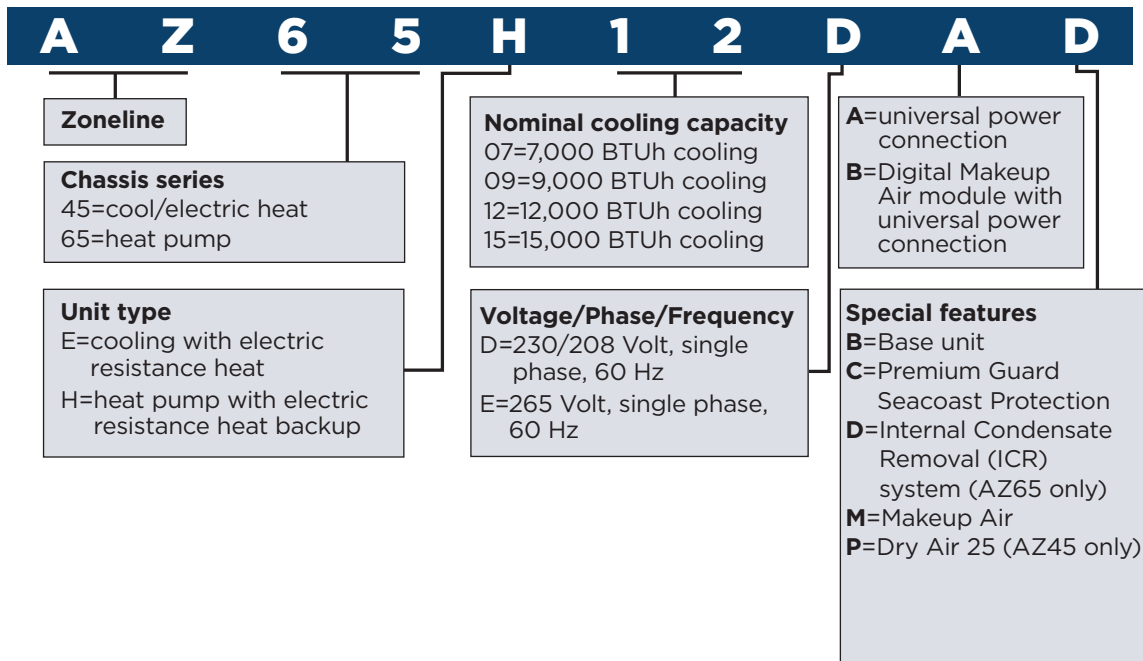 A Z 6 5 H 1 2 D A D
Zoneline
Chassis series
45=cool/electric heat
65=heat pump
Unit type
E=cooling with electric
resistance heat
H=heat pump with electric
resistance heat backup
Nominal cooling capacity
07=7,000 BTUh cooling
09=9,000 BTUh cooling
12=12,000 BTUh cooling
15=15,000 BTUh cooling
Voltage/Phase/Frequency
D=230/208 Volt, single
phase, 60 Hz
E=265 Volt, single phase,
60 Hz
A=universal power
connection
B=Digital Makeup
Air module with
universal power
connection
Special features
B=Base unit
C=Premium Guard
Seacoast Protection
D=Internal Condensate
Removal (ICR)
system (AZ65 only)
M=Makeup Air
P=Dry Air 25 (AZ45 only)